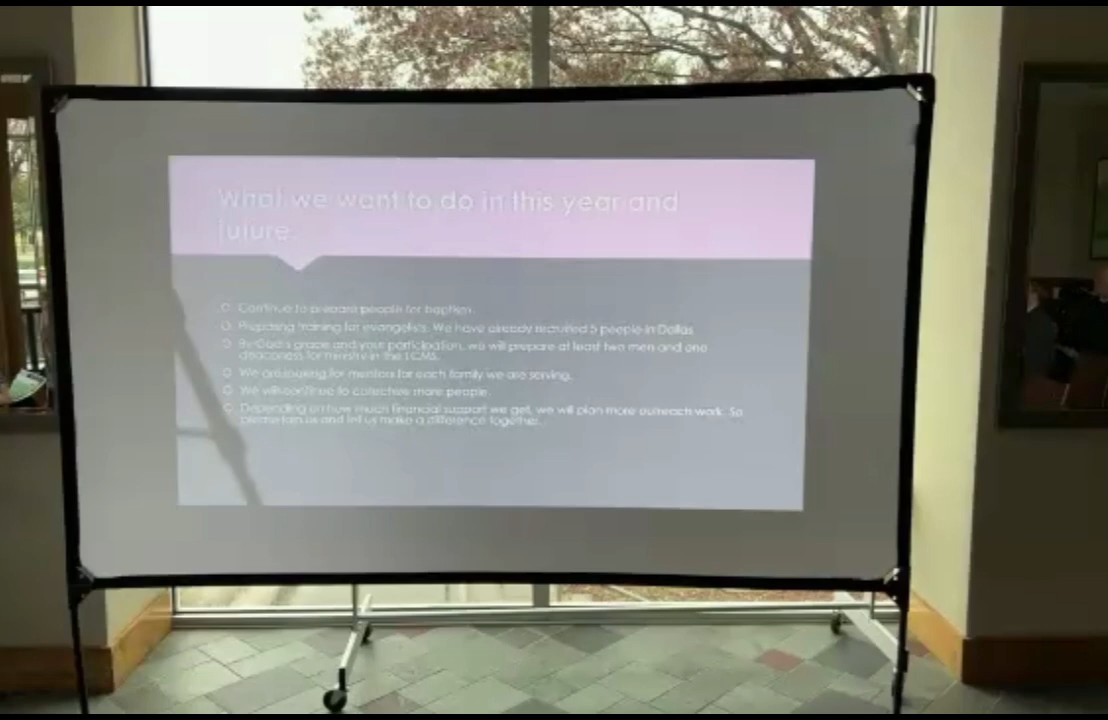 What we want to do in this year and
future.
Continue to prepare people for baptism.
Preparing training for evangelists. We have already recruited 5 people in Dallas
By God's grace and your participation, we will prepare at least two men and one
deaconess for ministry in the LCMS.
We are looking for mentors for each family we are serving.
We will continue to catechize more people.
Depending on how much financial support we get, we will plan more outreach work. So
please join us and let us make a difference together.